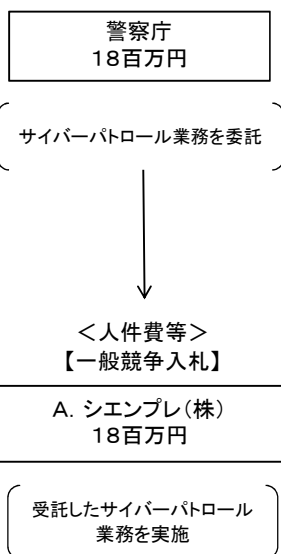 警察庁
18百万円
サイバーパトロール業務を委託
＜人件費等＞
【一般競争入札】
A. シエンプレ(株)
18百万円
受託したサイバーパトロール
業務を実施